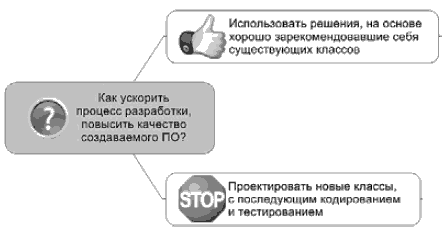 Использовать решения, на основе
хорошо зарекомендовавшие себя
существующих классов
Как ускорить
процесс разработки,
повысить качество
создаваемого ПО?
?
STOP
Проектировать новые классы,
с последующим кодированием
и тестированием